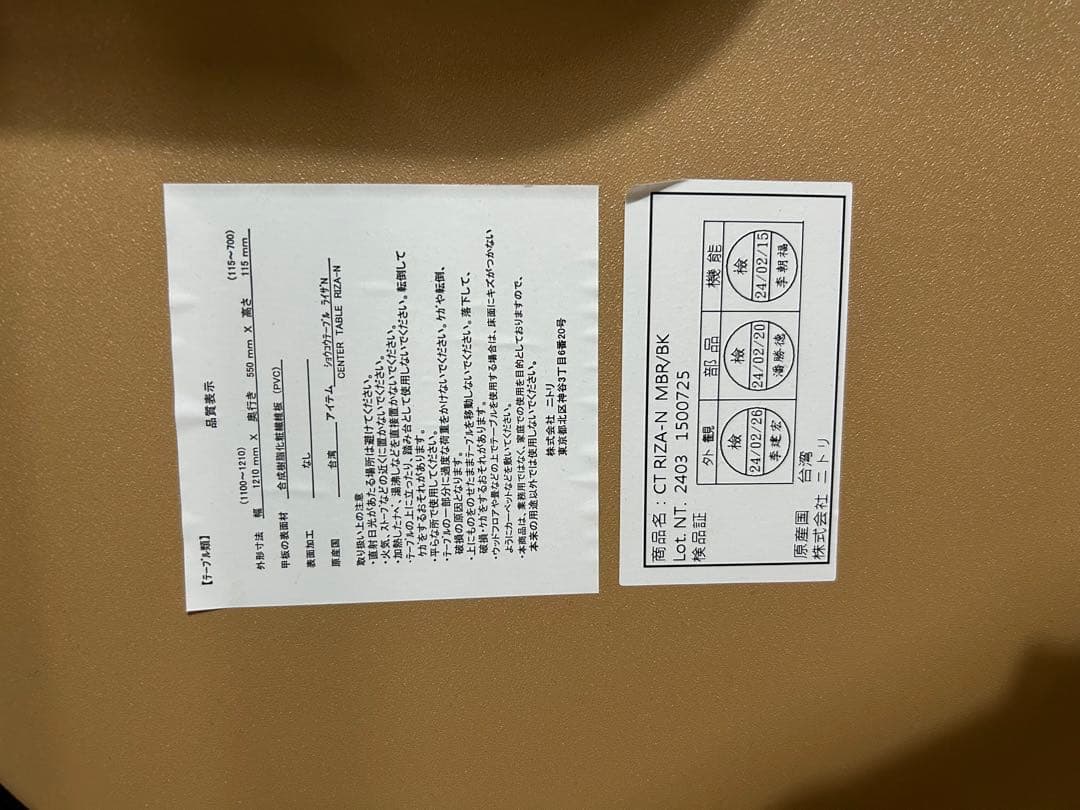 【ﾃｰﾌﾞﾙ類】
品質表示
(1100～1210) (115～700)
外形寸法 幅 1210 mm X 奥行き 550 mm X 高さ 115 mm
甲板の表面材 合成樹脂化粧繊維板 (PVC)
表面加工 なし
原産国 台湾 アイテム ｼｮｳｺｳﾃｰﾌﾞﾙ ﾗｲｻﾞN
CENTER TABLE RIZA-N
取り扱い上の注意
・直射日光があたる場所は避けてください。
・火気、ｽﾄｰﾌﾞなどの近くに置かないでください。
・加熱したﾅﾍﾞ、湯沸しなどを直接置かないでください。
・ﾃｰﾌﾞﾙの上に立ったり、踏み台として使用しないでください。転倒して
ｹｶﾞをするおそれがあります。
・平らな所で使用してください。
・ﾃｰﾌﾞﾙの一部分に過度な荷重をかけないでください。ｹｶﾞや転倒、
破損の原因となります。
・上にものをのせたままﾃｰﾌﾞﾙを移動しないでください。落下して、
破損・ｹｶﾞをするおそれがあります。
・ウッドフロアや畳などの上でテーブルを使用する場合は、床面にキズがつかない
ようにカーペットなどを敷いてください。
・本商品は、業務用ではなく、家庭での使用を目的としておりますので、
本来の用途以外では使用しないでください。
株式会社 ニトリ
東京都北区神谷3丁目6番20号
商品名：CT RIZA-N MBR/BK
Lot. NT. 2403 1500725
検品証
外観 部品 機能
検 検 検
24/02/26 24/02/20 24/02/15
李建宏 潘勝德 李朝福
原産国 台湾
株式会社 ニトリ